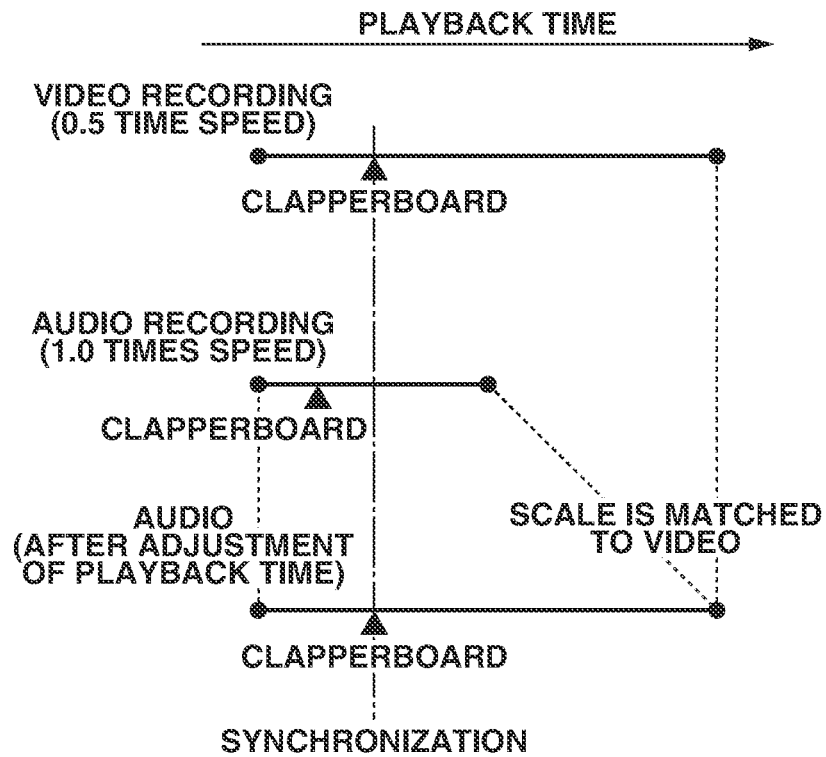 PLAYBACK TIME
VIDEO RECORDING
(0.5 TIME SPEED)
CLAPPERBOARD
AUDIO RECORDING
(1.0 TIMES SPEED)
CLAPPERBOARD
AUDIO
(AFTER ADJUSTMENT
OF PLAYBACK TIME)
SCALE IS MATCHED
TO VIDEO
CLAPPERBOARD
SYNCHRONIZATION